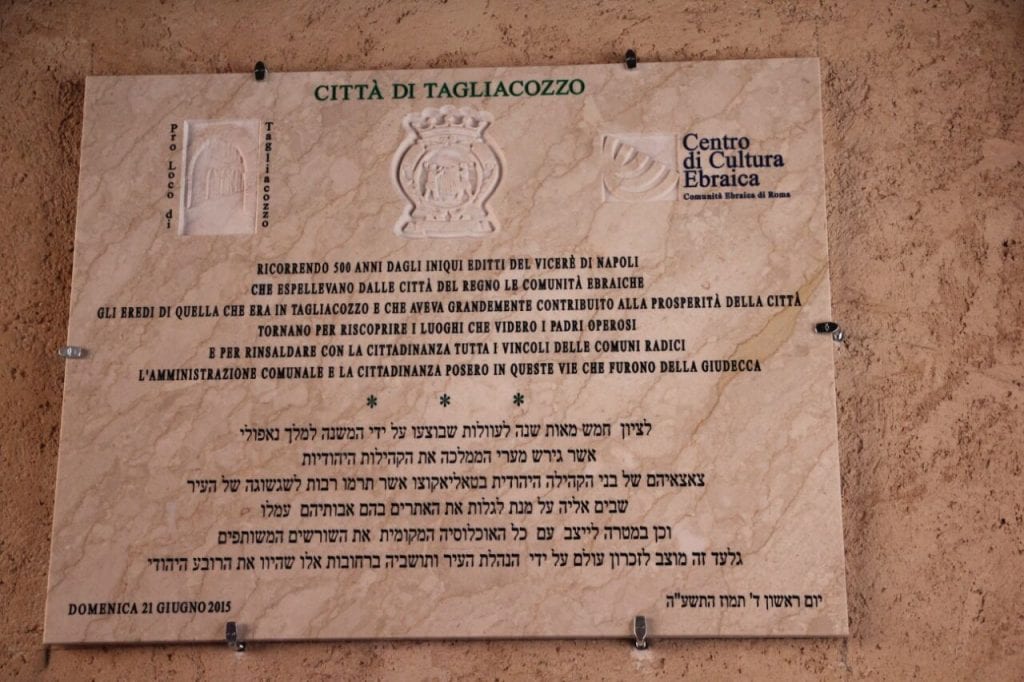 CITTÀ DI TAGLIACOZZO
Pro Loco di
Tagliacozzo
Centro
di Cultura
Ebraica
Comunità Ebraica di Roma
RICORRENDO 500 ANNI DAGLI INIQUI EDITTI DEL VICERÈ DI NAPOLI
CHE ESPELLEVANO DALLE CITTÀ DEL REGNO LE COMUNITÀ EBRAICHE
GLI EREDI DI QUELLA CHE ERA IN TAGLIACOZZO E CHE AVEVA GRANDEMENTE CONTRIBUITO ALLA PROSPERITÀ DELLA CITTÀ
TORNANO PER RISCOPRIRE I LUOGHI CHE VIDERO I PADRI OPEROSI
E PER RINSALDARE CON LA CITTADINANZA TUTTA I VINCOLI DELLE COMUNI RADICI
L'AMMINISTRAZIONE COMUNALE E LA CITTADINANZA POSERO IN QUESTE VIE CHE FURONO DELLA GIUDECCA
* * *
לציון חמש מאות שנה לעוולות שבוצעו על ידי המשנה למלך נאפולי
אשר גירש מערי הממלכה את הקהילות היהודיות
צאצאיהם של בני הקהילה היהודית בטאליאקוצו אשר תרמו רבות לשגשוגה של העיר
שבים אליה על מנת לגלות את האתרים בהם אבותיהם עמלו
וכן במטרה לייצב עם כל האוכלוסיה המקומית את השורשים המשותפים
גלעד זה מוצב לזכרון עולם על ידי הנהלת העיר ותושביה ברחובות אלו שהיוו את הרובע היהודי
DOMENICA 21 GIUGNO 2015
יום ראשון ד' תמוז התשע"ה